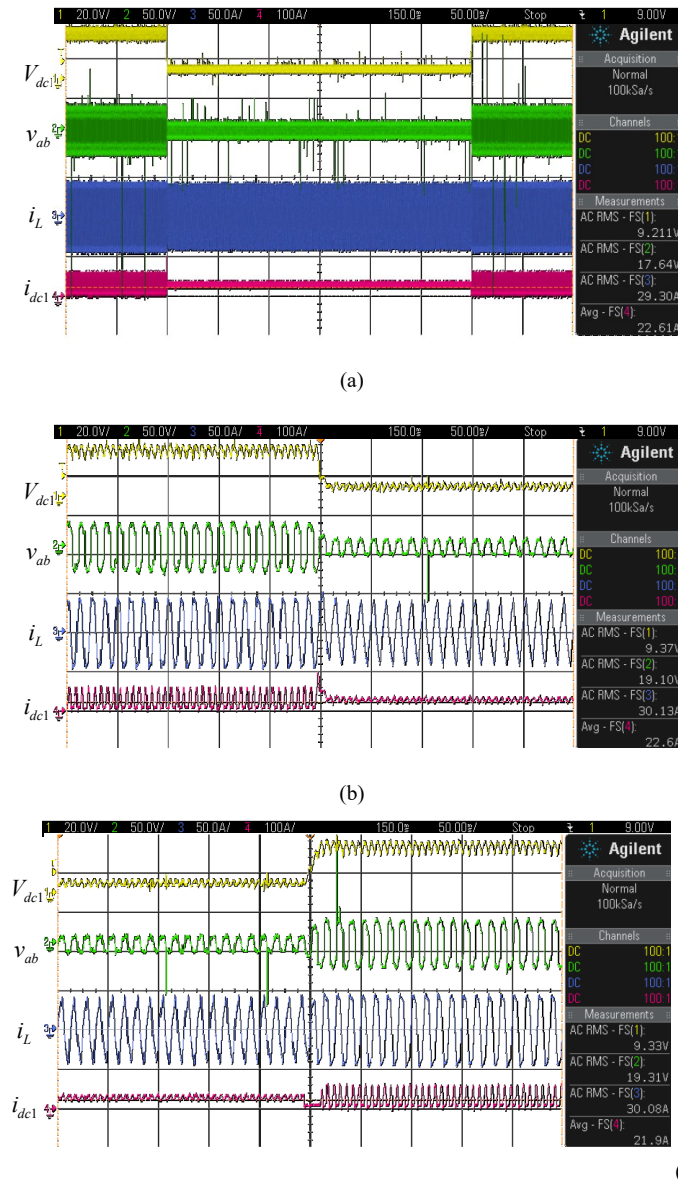 1 20.0V/ 2 50.0V/ 3 50.0A/ 4 100A/ 150.0s 50.00s/ Stop 1 9.00V
Agilent
Acquisition
Normal
100kSa/s
Channels
DC 100:
DC 100:
DC 100:
DC 100:
Measurements
AC RMS - FS(1):
9.211V
AC RMS - FS(2):
17.64V
AC RMS - FS(3):
29.30A
Avg - FS(4):
22.61A
Vdc1
vab
iL
idc1
(a)
1 20.0V/ 2 50.0V/ 3 50.0A/ 4 100A/ 150.0s 50.00s/ Stop 1 9.00V
Agilent
Acquisition
Normal
100kSa/s
Channels
DC 100:
DC 100:
DC 100:
DC 100:
Measurements
AC RMS - FS(1):
9.37V
AC RMS - FS(2):
19.10V
AC RMS - FS(3):
30.13A
Avg - FS(4):
22.6A
Vdc1
vab
iL
idc1
(b)
1 20.0V/ 2 50.0V/ 3 50.0A/ 4 100A/ 150.0s 50.00s/ Stop 1 9.00V
Agilent
Acquisition
Normal
100kSa/s
Channels
DC 100:1
DC 100:1
DC 100:1
DC 100:1
Measurements
AC RMS - FS(1):
9.33V
AC RMS - FS(2):
19.31V
AC RMS - FS(3):
30.08A
Avg - FS(4):
21.9A
Vdc1
vab
iL
idc1